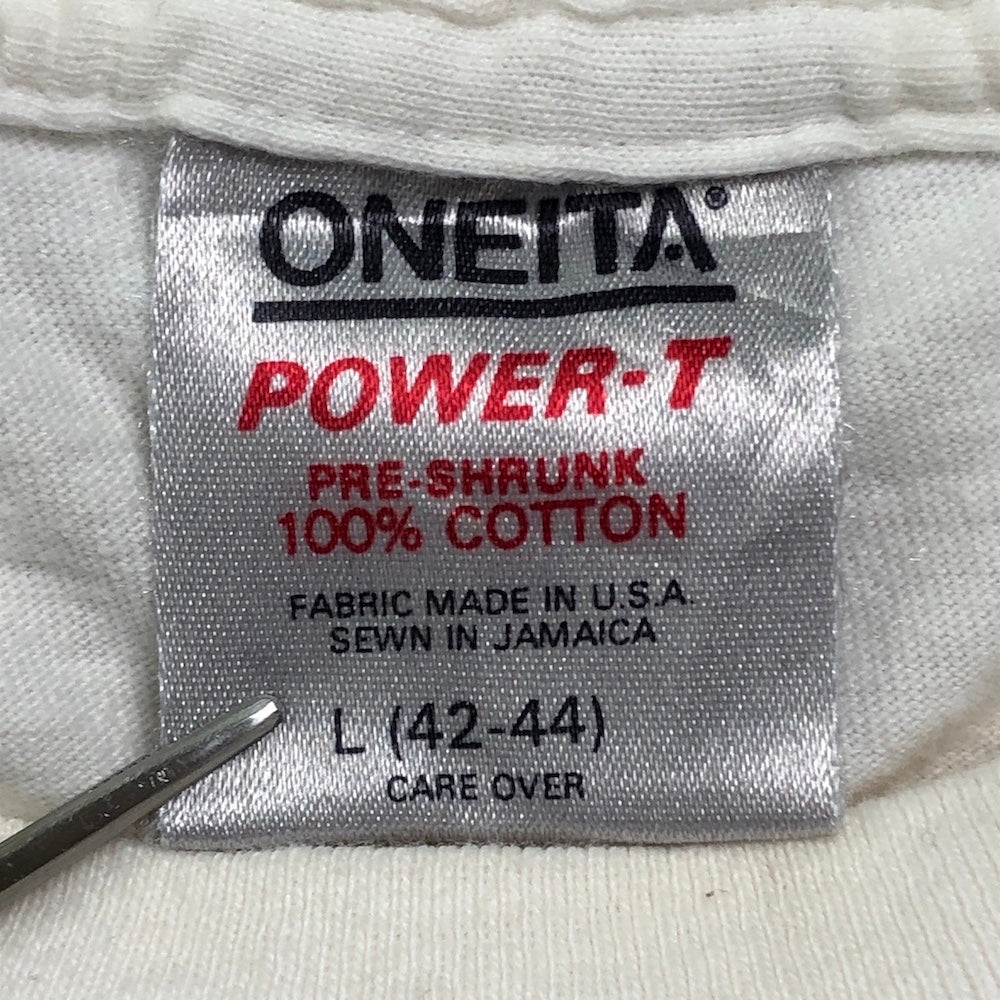 ONEITA®
POWER-T
PRE-SHRUNK
100% COTTON
FABRIC MADE IN U.S.A.
SEWN IN JAMAICA
L (42-44)
CARE OVER